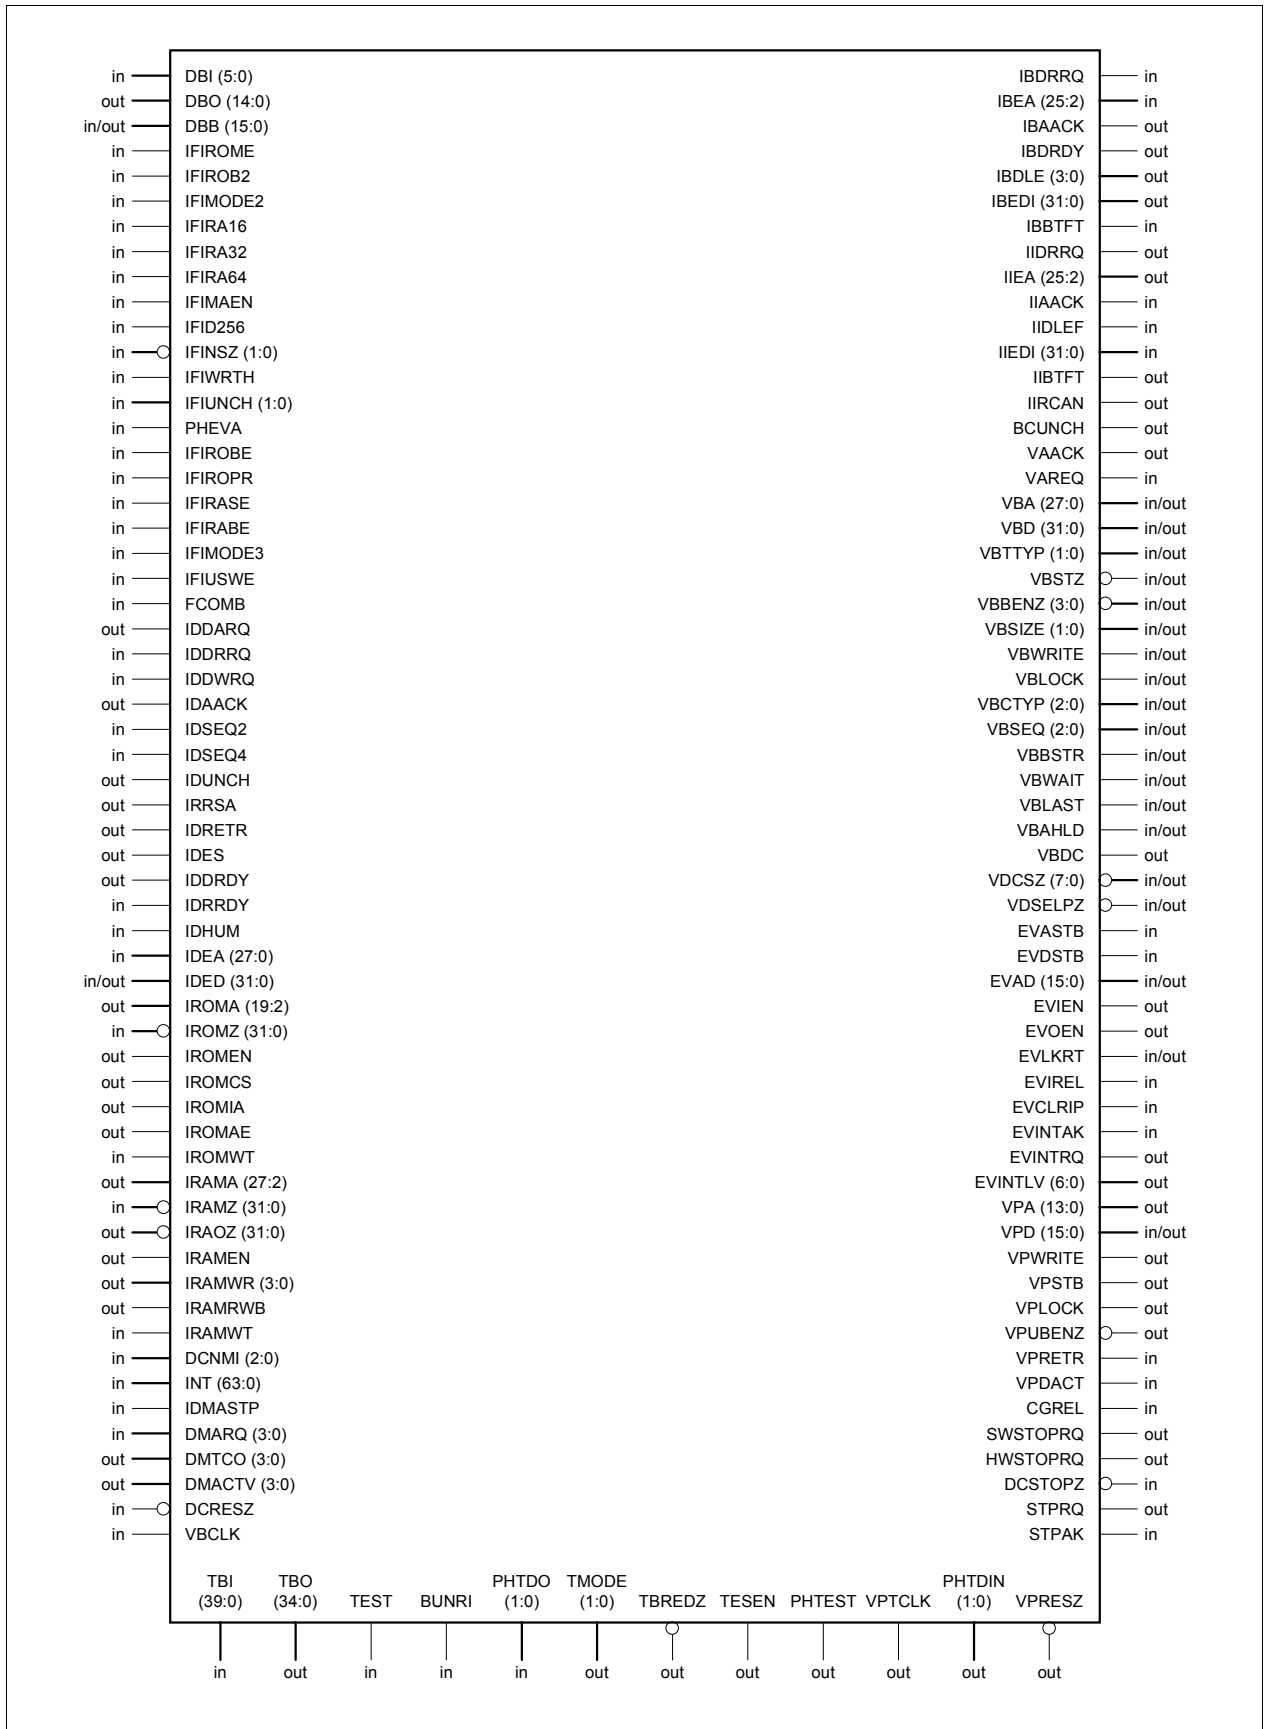 in DBI (5:0) IBDRRQ in
out DBO (14:0) IBEA (25:2) in
in/out DBB (15:0) IBAACK out
in IFIROME IBDRDY out
in IFIROB2 IBDLE (3:0) out
in IFIMODE2 IBEDI (31:0) out
in IFIRA16 IBBTFT in
in IFIRA32 IIDRRQ out
in IFIRA64 IIEA (25:2) out
in IFIMAEN IIAACK in
in IFID256 IIDLEF in
in IFINSZ (1:0) IIEDI (31:0) in
in IFIWRTH IIBTFT out
in IFIUNCH (1:0) IIRCAN out
in PHEVA BCUNCH out
in IFIROBE VAACK out
in IFIROPR VAREQ in
in IFIRASE VBA (27:0) in/out
in IFIRABE VBD (31:0) in/out
in IFIMODE3 VBTTYP (1:0) in/out
in IFIUSWE VBSTZ in/out
in FCOMB VBBENZ (3:0) in/out
out IDDARQ VBSIZE (1:0) in/out
in IDDRRQ VBWRITE in/out
in IDDWRQ VBLOCK in/out
out IDAACK VBCTYP (2:0) in/out
in IDSEQ2 VBSEQ (2:0) in/out
in IDSEQ4 VBBSTR in/out
out IDUNCH VBWAIT in/out
out IRRSA VBLAST in/out
out IDRETR VBAHLD in/out
out IDES VBDC out
out IDDRDY VDCSZ (7:0) in/out
in IDRRDY VDSELPZ in/out
in IDHUM EVASTB in
in IDEA (27:0) EVDSTB in
in/out IDED (31:0) EVAD (15:0) in/out
out IROMA (19:2) EVIEN out
in IROMZ (31:0) EVOEN out
out IROMEN EVLKRT in/out
out IROMCS EVIREL in
out IROMIA EVCLRIP in
out IROMAE EVINTAK in
in IROMWT EVINTRQ out
out IRAMA (27:2) EVINTLV (6:0) out
in IRAMZ (31:0) VPA (13:0) out
out IRAOZ (31:0) VPD (15:0) in/out
out IRAMEN VPWRITE out
out IRAMWR (3:0) VPSTB out
out IRAMRWB VPLOCK out
in IRAMWT VPUBENZ out
in DCNMI (2:0) VPRETR in
in INT (63:0) VPDACT in
in IDMASTP CGREL in
in DMARQ (3:0) SWSTOPRQ out
out DMTCO (3:0) HWSTOPRQ out
out DMACTV (3:0) DCSTOPZ in
in DCRESZ STPRQ out
in VBCLK STPAK in
TBI TBO PHTDO TMODE PHTDIN
(39:0) (34:0) TEST BUNRI (1:0) (1:0) TBREDZ TESEN PHTEST VPTCLK (1:0) VPRESZ
in out in in in out out out out out out out